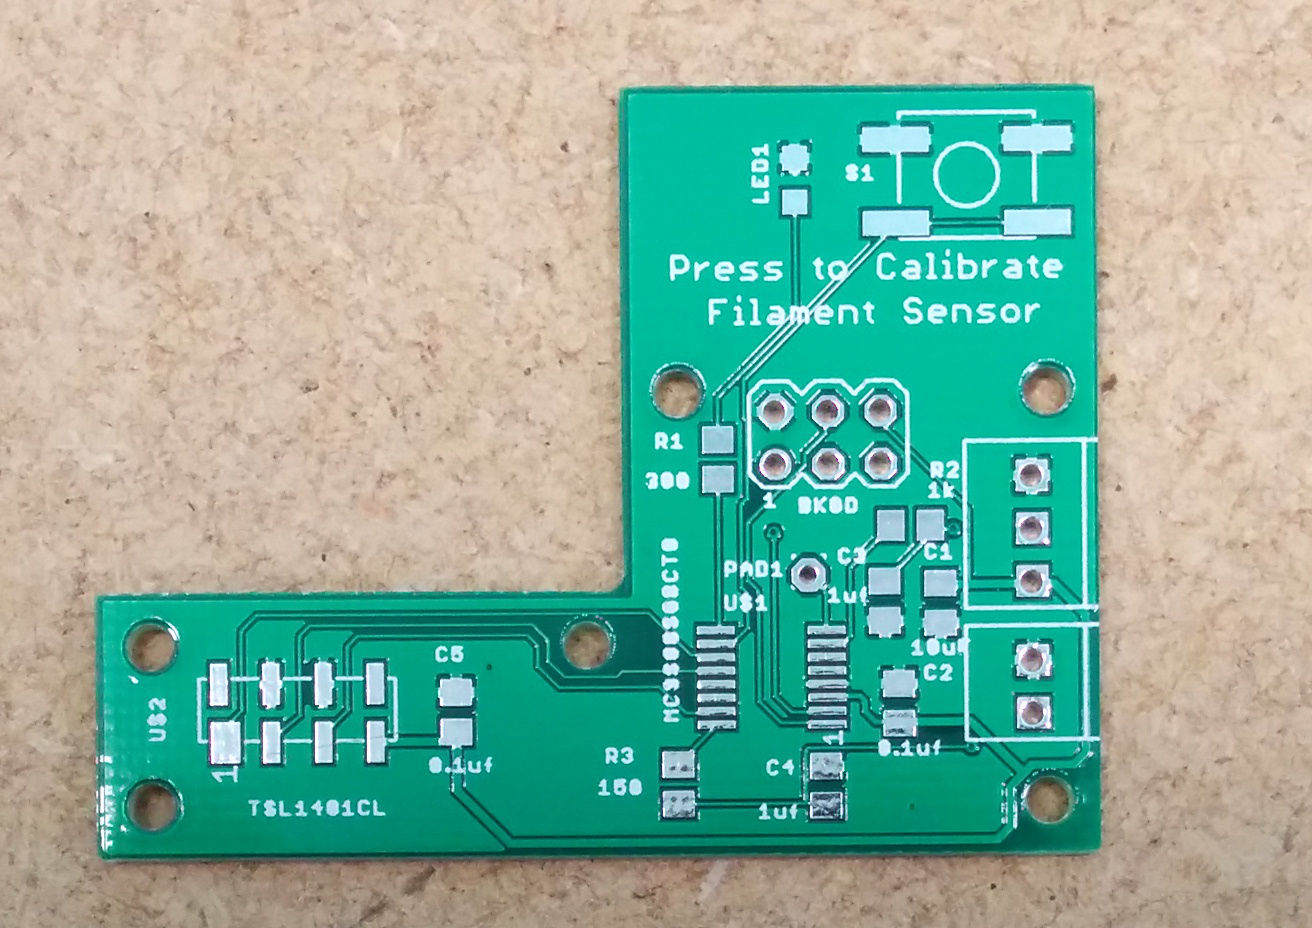 LED1
S1
Press to Calibrate
Filament Sensor
R1
300
1
BKGD
R2
1k
C3
C1
PAD1
1uf
U$1
10uf
C2
C5
U$2
1
0.1uf
TSL1401CL
R3
150
C4
1uf
1
0.1uf